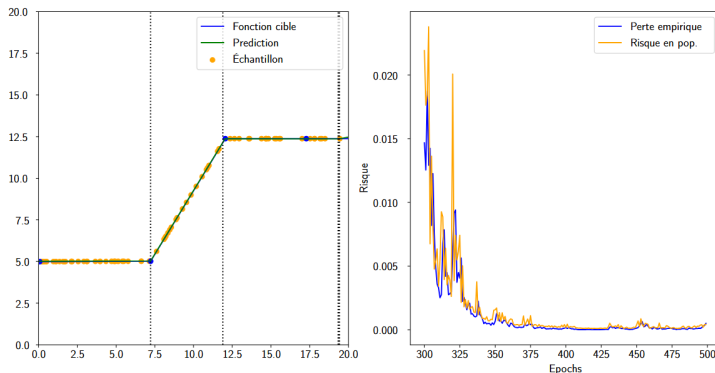 20.0
17.5
15.0
12.5
10.0
7.5
5.0
2.5
0.0
0.0 2.5 5.0 7.5 10.0 12.5 15.0 17.5 20.0
Fonction cible
Prediction
Échantillon
Risque
0.020
0.015
0.010
0.005
0.000
300 325 350 375 400 425 450 475 500
Epochs
Perte empirique
Risque en pop.